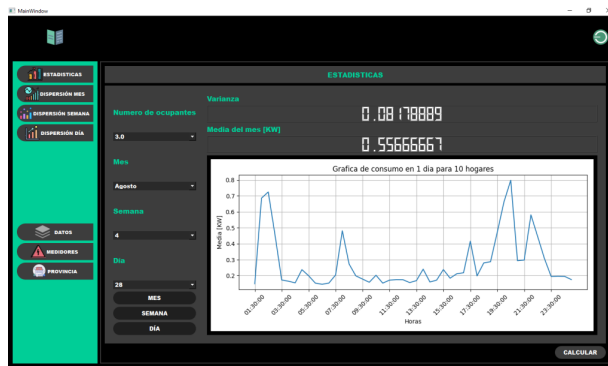 MainWindow
ESTADISTICAS
DISPERSIÓN MES
DISPERSIÓN SEMANA
DISPERSIÓN DÍA
DATOS
MEDIDORES
PROVINCIA
ESTADISTICAS
Numero de ocupantes
3.0
Mes
Agosto
Semana
4
Dia
28
MES
SEMANA
DÍA
Varianza
0.08178889
Media del mes [KW]
0.55666667
Grafica de consumo en 1 dia para 10 hogares
Media [KW]
0.8
0.7
0.6
0.5
0.4
0.3
0.2
01:30:00
03:30:00
05:30:00
07:30:00
09:30:00
11:30:00
13:30:00
15:30:00
17:30:00
19:30:00
21:30:00
23:30:00
Horas
CALCULAR